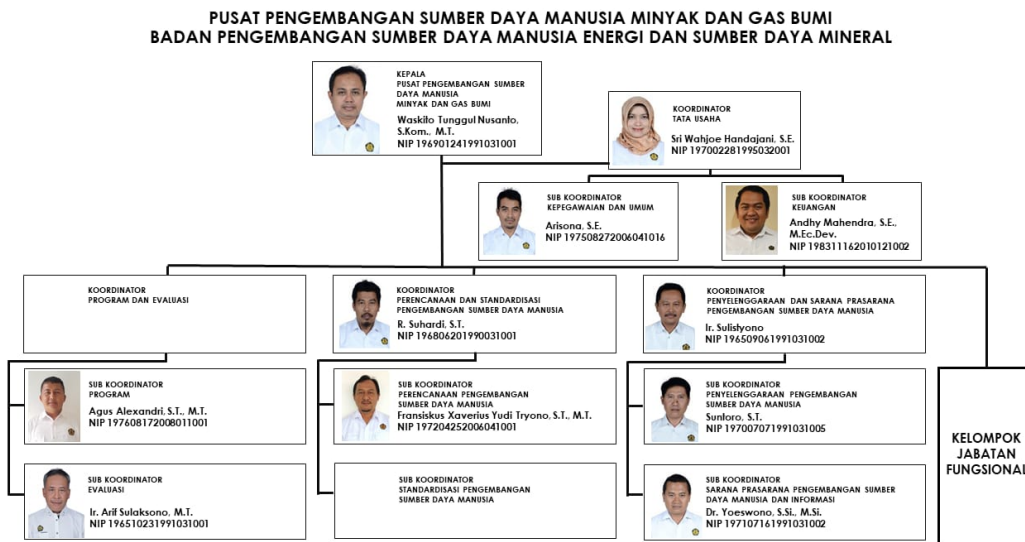 PUSAT PENGEMBANGAN SUMBER DAYA MANUSIA MINYAK DAN GAS BUMI
BADAN PENGEMBANGAN SUMBER DAYA MANUSIA ENERGI DAN SUMBER DAYA MINERAL
KEPALA
PUSAT PENGEMBANGAN SUMBER
DAYA MANUSIA
MINYAK DAN GAS BUMI
Waskito Tunggul Nusanto,
S.Kom., M.T.
NIP 196901241991031001
KOORDINATOR
TATA USAHA
Sri Wahjoe Handajani, S.E.
NIP 197002281995032001
SUB KOORDINATOR
KEPEGAWAIAN DAN UMUM
Arisona, S.E.
NIP 197508272006041016
SUB KOORDINATOR
KEUANGAN
Andhy Mahendra, S.E.,
M.Ec.Dev.
NIP 198311162010121002
KOORDINATOR
PROGRAM DAN EVALUASI
KOORDINATOR
PERENCANAAN DAN STANDARDISASI
PENGEMBANGAN SUMBER DAYA MANUSIA
R. Suhardi, S.T.
NIP 196806201990031001
KOORDINATOR
PENYELENGGARAAN DAN SARANA PRASARANA
PENGEMBANGAN SUMBER DAYA MANUSIA
Ir. Sulistyono
NIP 196509061991031002
SUB KOORDINATOR
PROGRAM
Agus Alexandri, S.T., M.T.
NIP 197608172008011001
SUB KOORDINATOR
PERENCANAAN PENGEMBANGAN
SUMBER DAYA MANUSIA
Fransiskus Xaverius Yudi Tryono, S.T., M.T.
NIP 197204252006041001
SUB KOORDINATOR
PENYELENGGARAAN PENGEMBANGAN
SUMBER DAYA MANUSIA
Suntoro, S.T.
NIP 197007071991031005
KELOMPOK
JABATAN
FUNGSIONAL
SUB KOORDINATOR
EVALUASI
Ir. Arif Sulaksono, M.T.
NIP 196510231991031001
SUB KOORDINATOR
STANDARDISASI PENGEMBANGAN
SUMBER DAYA MANUSIA
SUB KOORDINATOR
SARANA PRASARANA PENGEMBANGAN SUMBER
DAYA MANUSIA DAN INFORMASI
Dr. Yoeswono, S.Si., M.Si.
NIP 197107161991031002